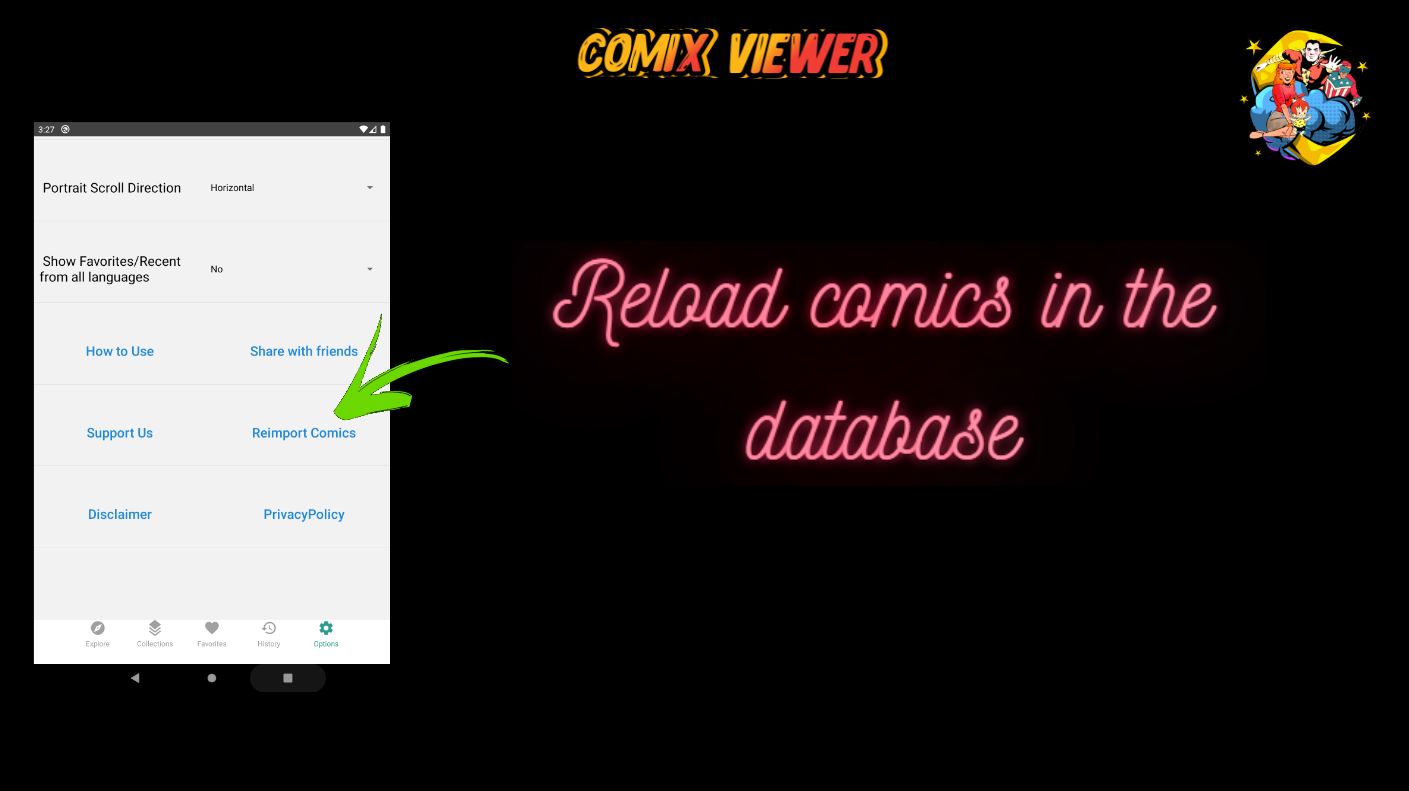 COMIX VIEWER
3:27
Portrait Scroll Direction
Horizontal
Show Favorites/Recent
from all languages
No
How to Use
Share with friends
Support Us
Reimport Comics
Disclaimer
PrivacyPolicy
Explore
Collections
Favorites
History
Options
Reload comics in the
database